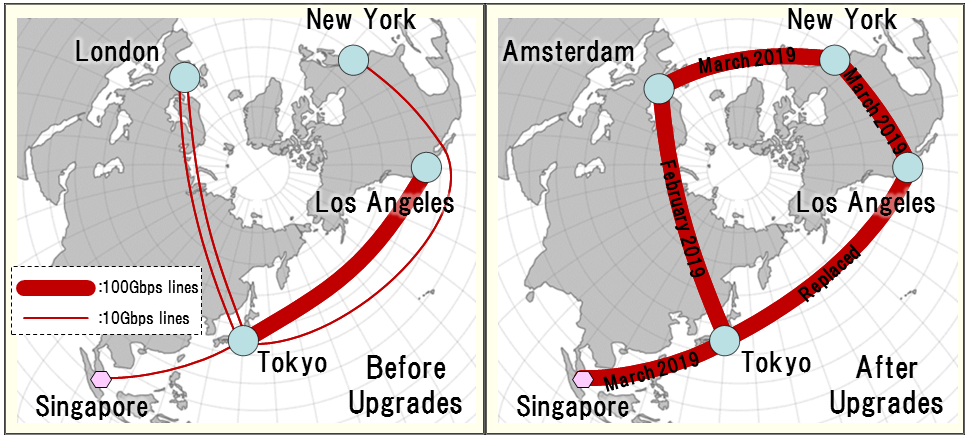 New York
London
Los Angeles
:100Gbps lines
:10Gbps lines
Tokyo
Singapore
Before
Upgrades
New York
Amsterdam
March 2019
March 2019
Los Angeles
February 2019
Replaced
Tokyo
March 2019
Singapore
After
Upgrades